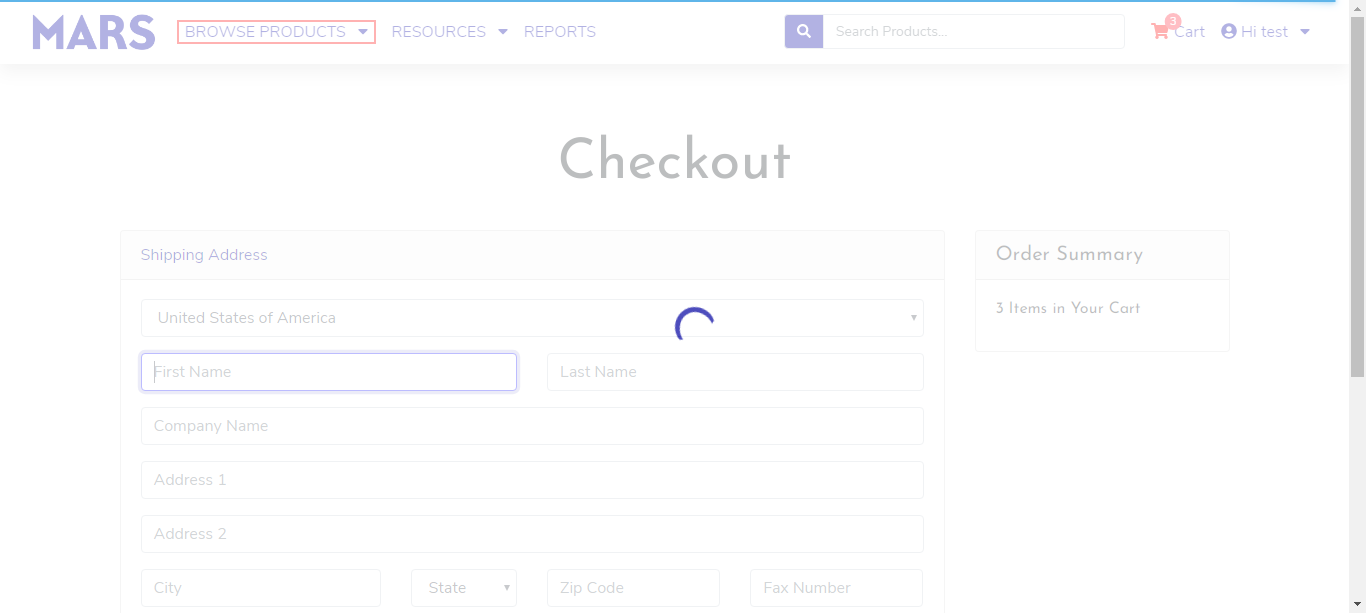 MARS BROWSE PRODUCTS RESOURCES REPORTS Search Products... 3 Cart Hi test
Checkout
Shipping Address
United States of America
First Name Last Name
Company Name
Address 1
Address 2
City State Zip Code Fax Number
Order Summary
3 Items in Your Cart